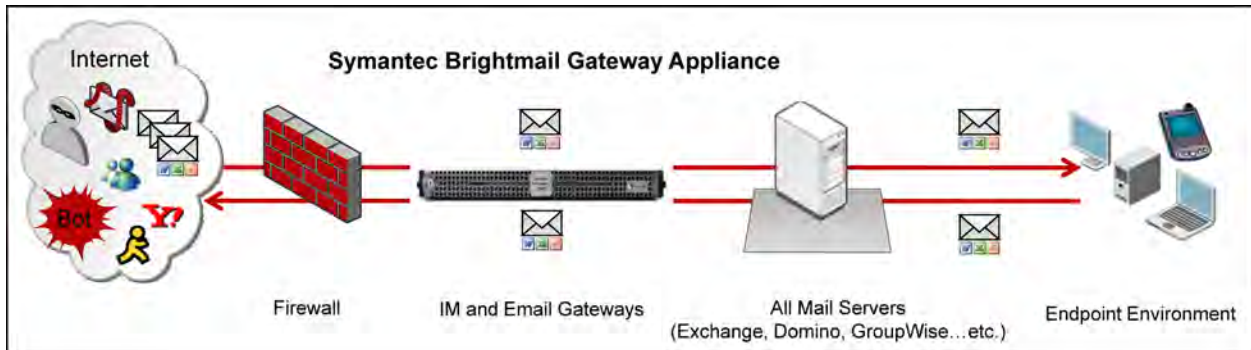 Internet
Symantec Brightmail Gateway Appliance
Bot
Y?
Firewall
IM and Email Gateways
All Mail Servers
(Exchange, Domino, GroupWise…etc.)
Endpoint Environment